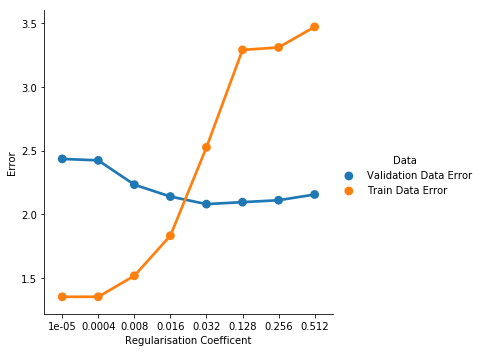 3.5
3.0
2.5
2.0
1.5
Error
1e-05 0.0004 0.008 0.016 0.032 0.128 0.256 0.512
Regularisation Coefficent
Data
Validation Data Error
Train Data Error